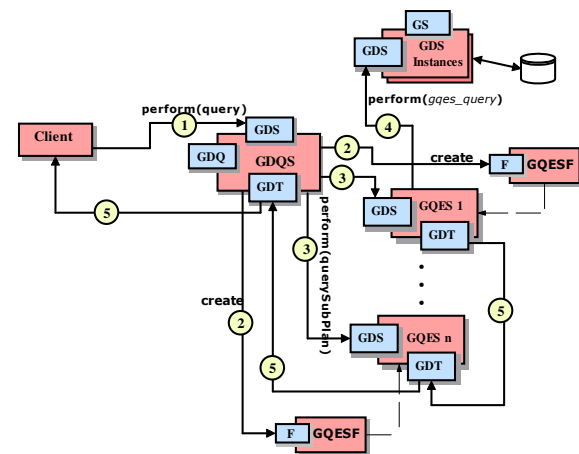 GS
GDS
GDS
Instances
perform(gqes_query)
perform(query)
4
Client
1
GDS
GDQ
GDQS
2
create
F
GQESF
GDT
3
GDS
GQES 1
5
GDT
3
perform(querySubPlan)
create
2
5
GDS
GQES n
5
GDT
F
GQESF